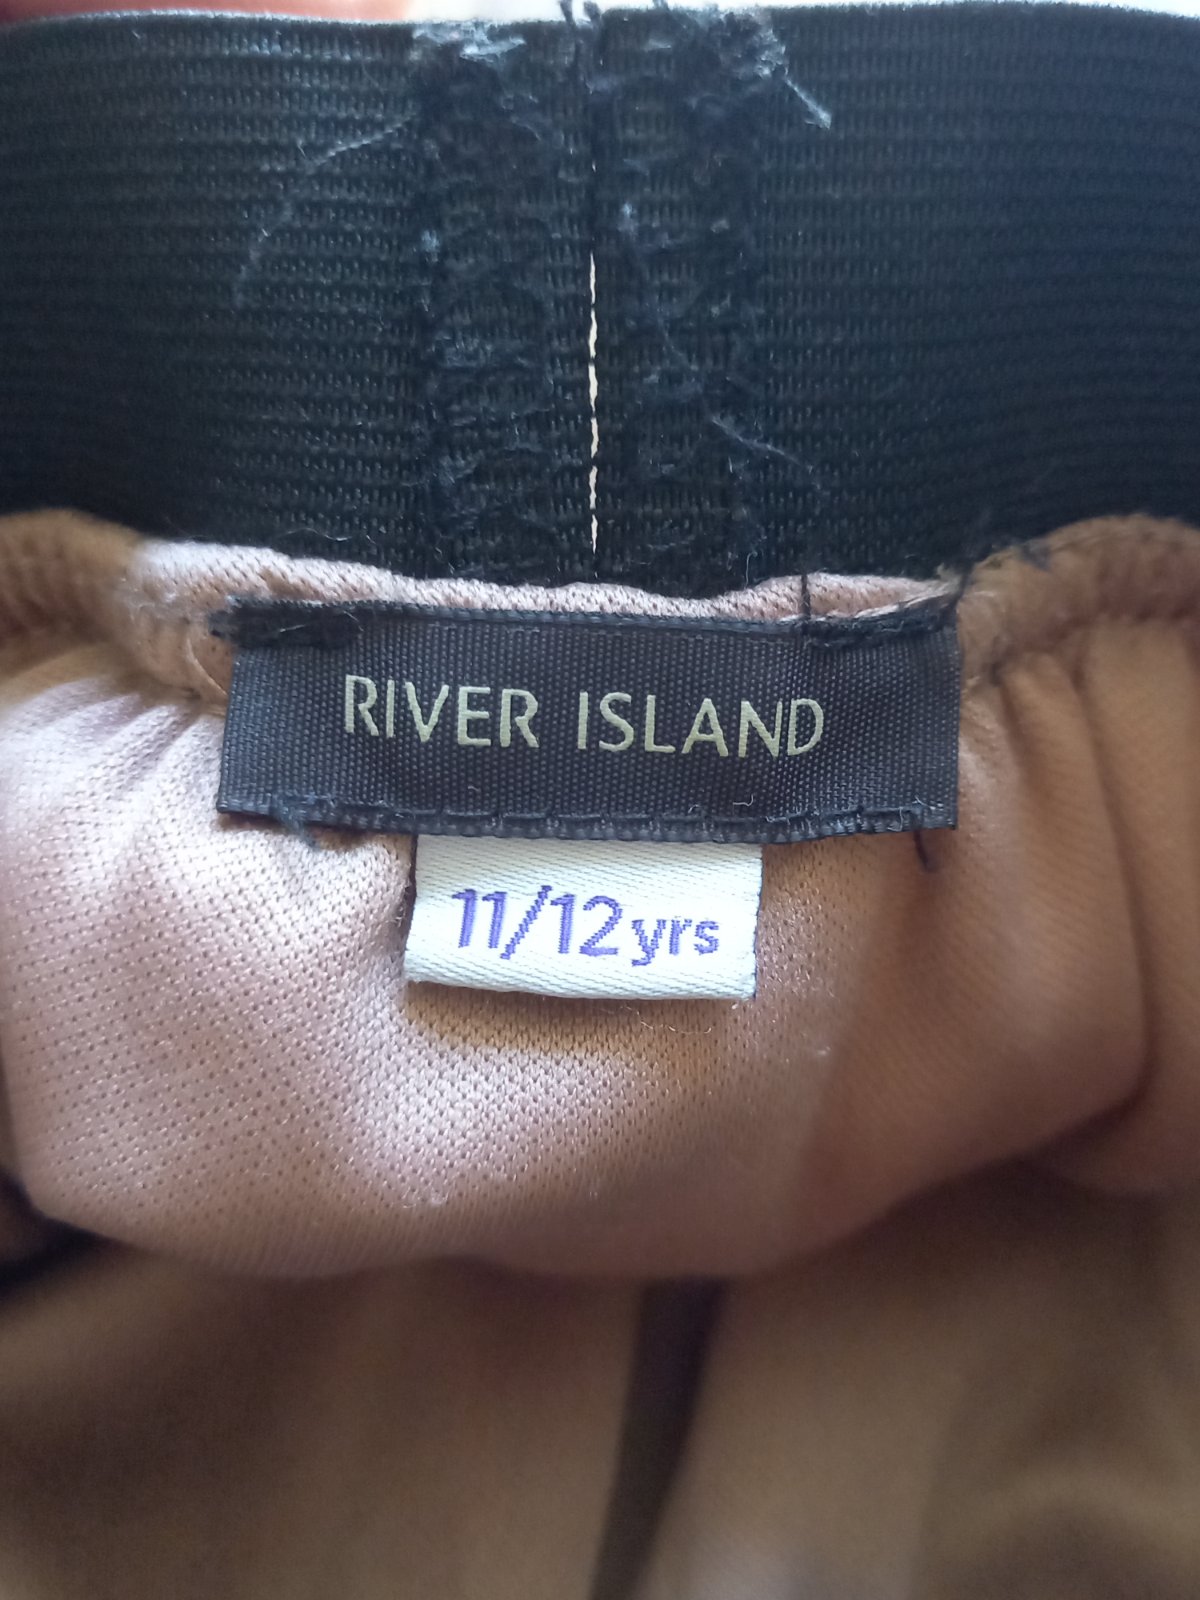 RIVER ISLAND
11/12 yrs